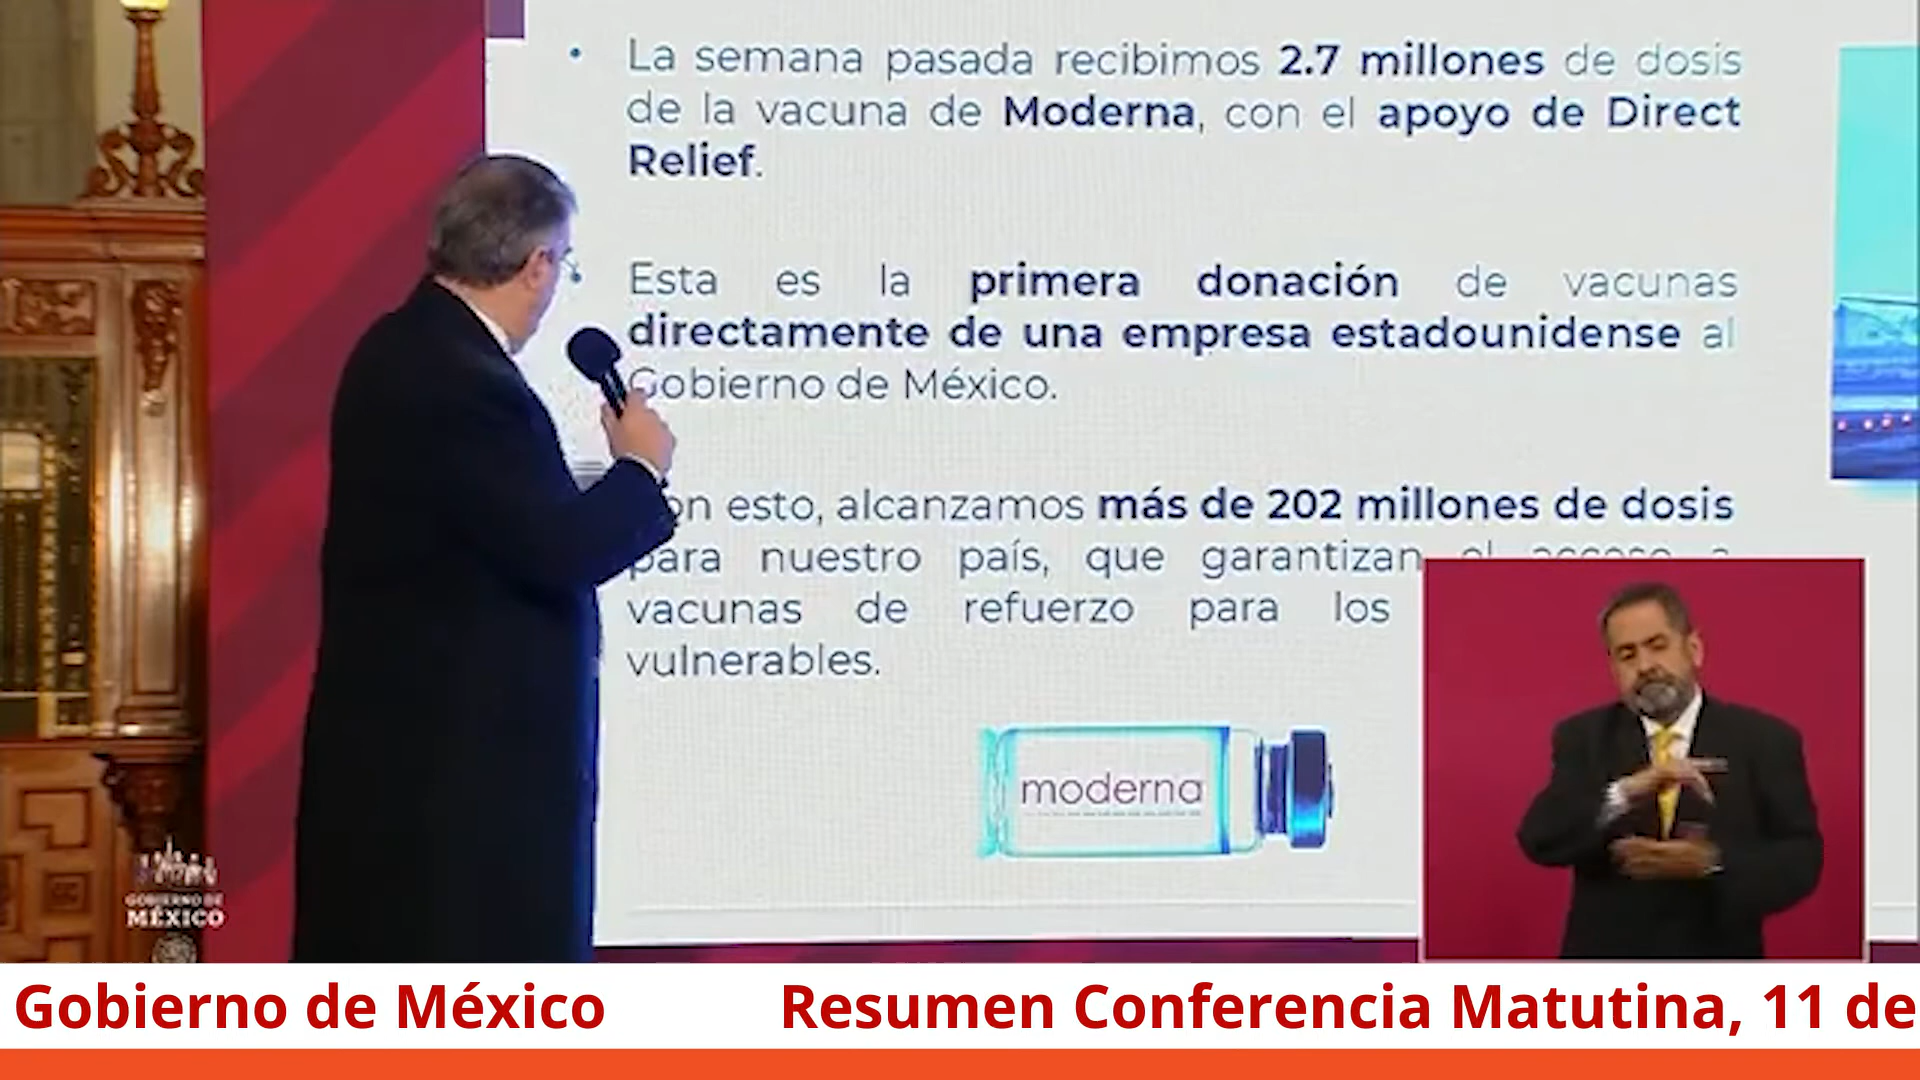 La semana pasada recibimos 2.7 millones de dosis
de la vacuna de Moderna, con el apoyo de Direct
Relief.
Esta es la primera donación de vacunas
directamente de una empresa estadounidense al
Gobierno de México.
on esto, alcanzamos más de 202 millones de dosis
para nuestro país, que garantizan el acceso a
vacunas de refuerzo para los
vulnerables.
moderna
GOBIERNO DE
MÉXICO
Gobierno de México Resumen Conferencia Matutina, 11 de